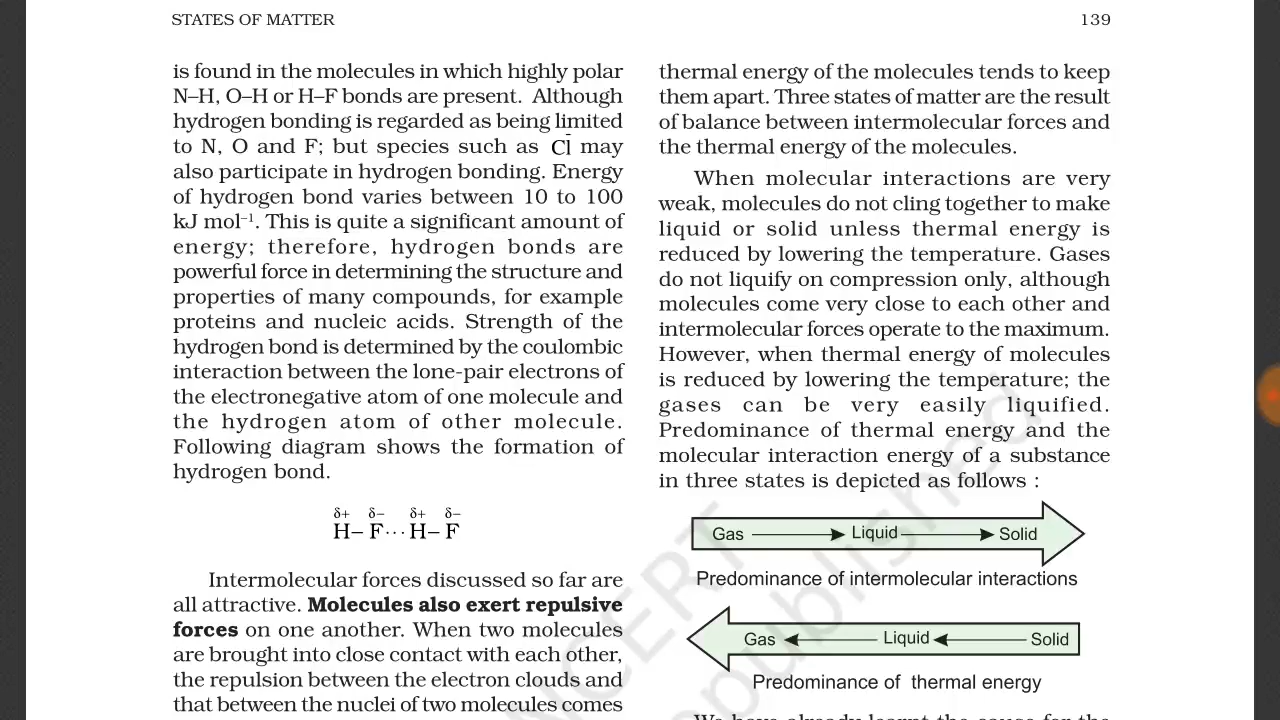 STATES OF MATTER
139
is found in the molecules in which highly polar
N–H, O–H or H–F bonds are present. Although
hydrogen bonding is regarded as being limited
to N, O and F; but species such as Cl̄ may
also participate in hydrogen bonding. Energy
of hydrogen bond varies between 10 to 100
kJ mol⁻¹. This is quite a significant amount of
energy; therefore, hydrogen bonds are
powerful force in determining the structure and
properties of many compounds, for example
proteins and nucleic acids. Strength of the
hydrogen bond is determined by the coulombic
interaction between the lone-pair electrons of
the electronegative atom of one molecule and
the hydrogen atom of other molecule.
Following diagram shows the formation of
hydrogen bond.
δ+ δ– δ+ δ–
H– F···H– F
Intermolecular forces discussed so far are
all attractive. Molecules also exert repulsive
forces on one another. When two molecules
are brought into close contact with each other,
the repulsion between the electron clouds and
that between the nuclei of two molecules comes
thermal energy of the molecules tends to keep
them apart. Three states of matter are the result
of balance between intermolecular forces and
the thermal energy of the molecules.
When molecular interactions are very
weak, molecules do not cling together to make
liquid or solid unless thermal energy is
reduced by lowering the temperature. Gases
do not liquify on compression only, although
molecules come very close to each other and
intermolecular forces operate to the maximum.
However, when thermal energy of molecules
is reduced by lowering the temperature; the
gases can be very easily liquified.
Predominance of thermal energy and the
molecular interaction energy of a substance
in three states is depicted as follows :
Gas Liquid Solid
Predominance of intermolecular interactions
Gas Liquid Solid
Predominance of thermal energy
We have already learnt the cause for the
NCERT
published